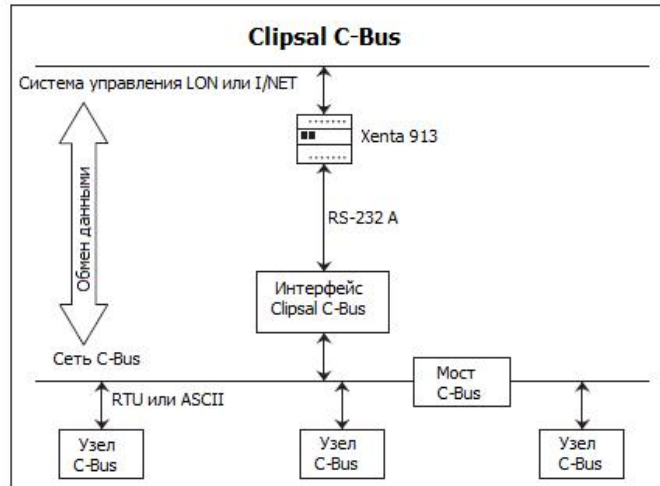 Clipsal C-Bus
Система управления LON или I/NET
Xenta 913
Обмен данными
RS-232 A
Интерфейс
Clipsal C-Bus
Сеть C-Bus
Мост
C-Bus
RTU или ASCII
Узел
C-Bus
Узел
C-Bus
Узел
C-Bus